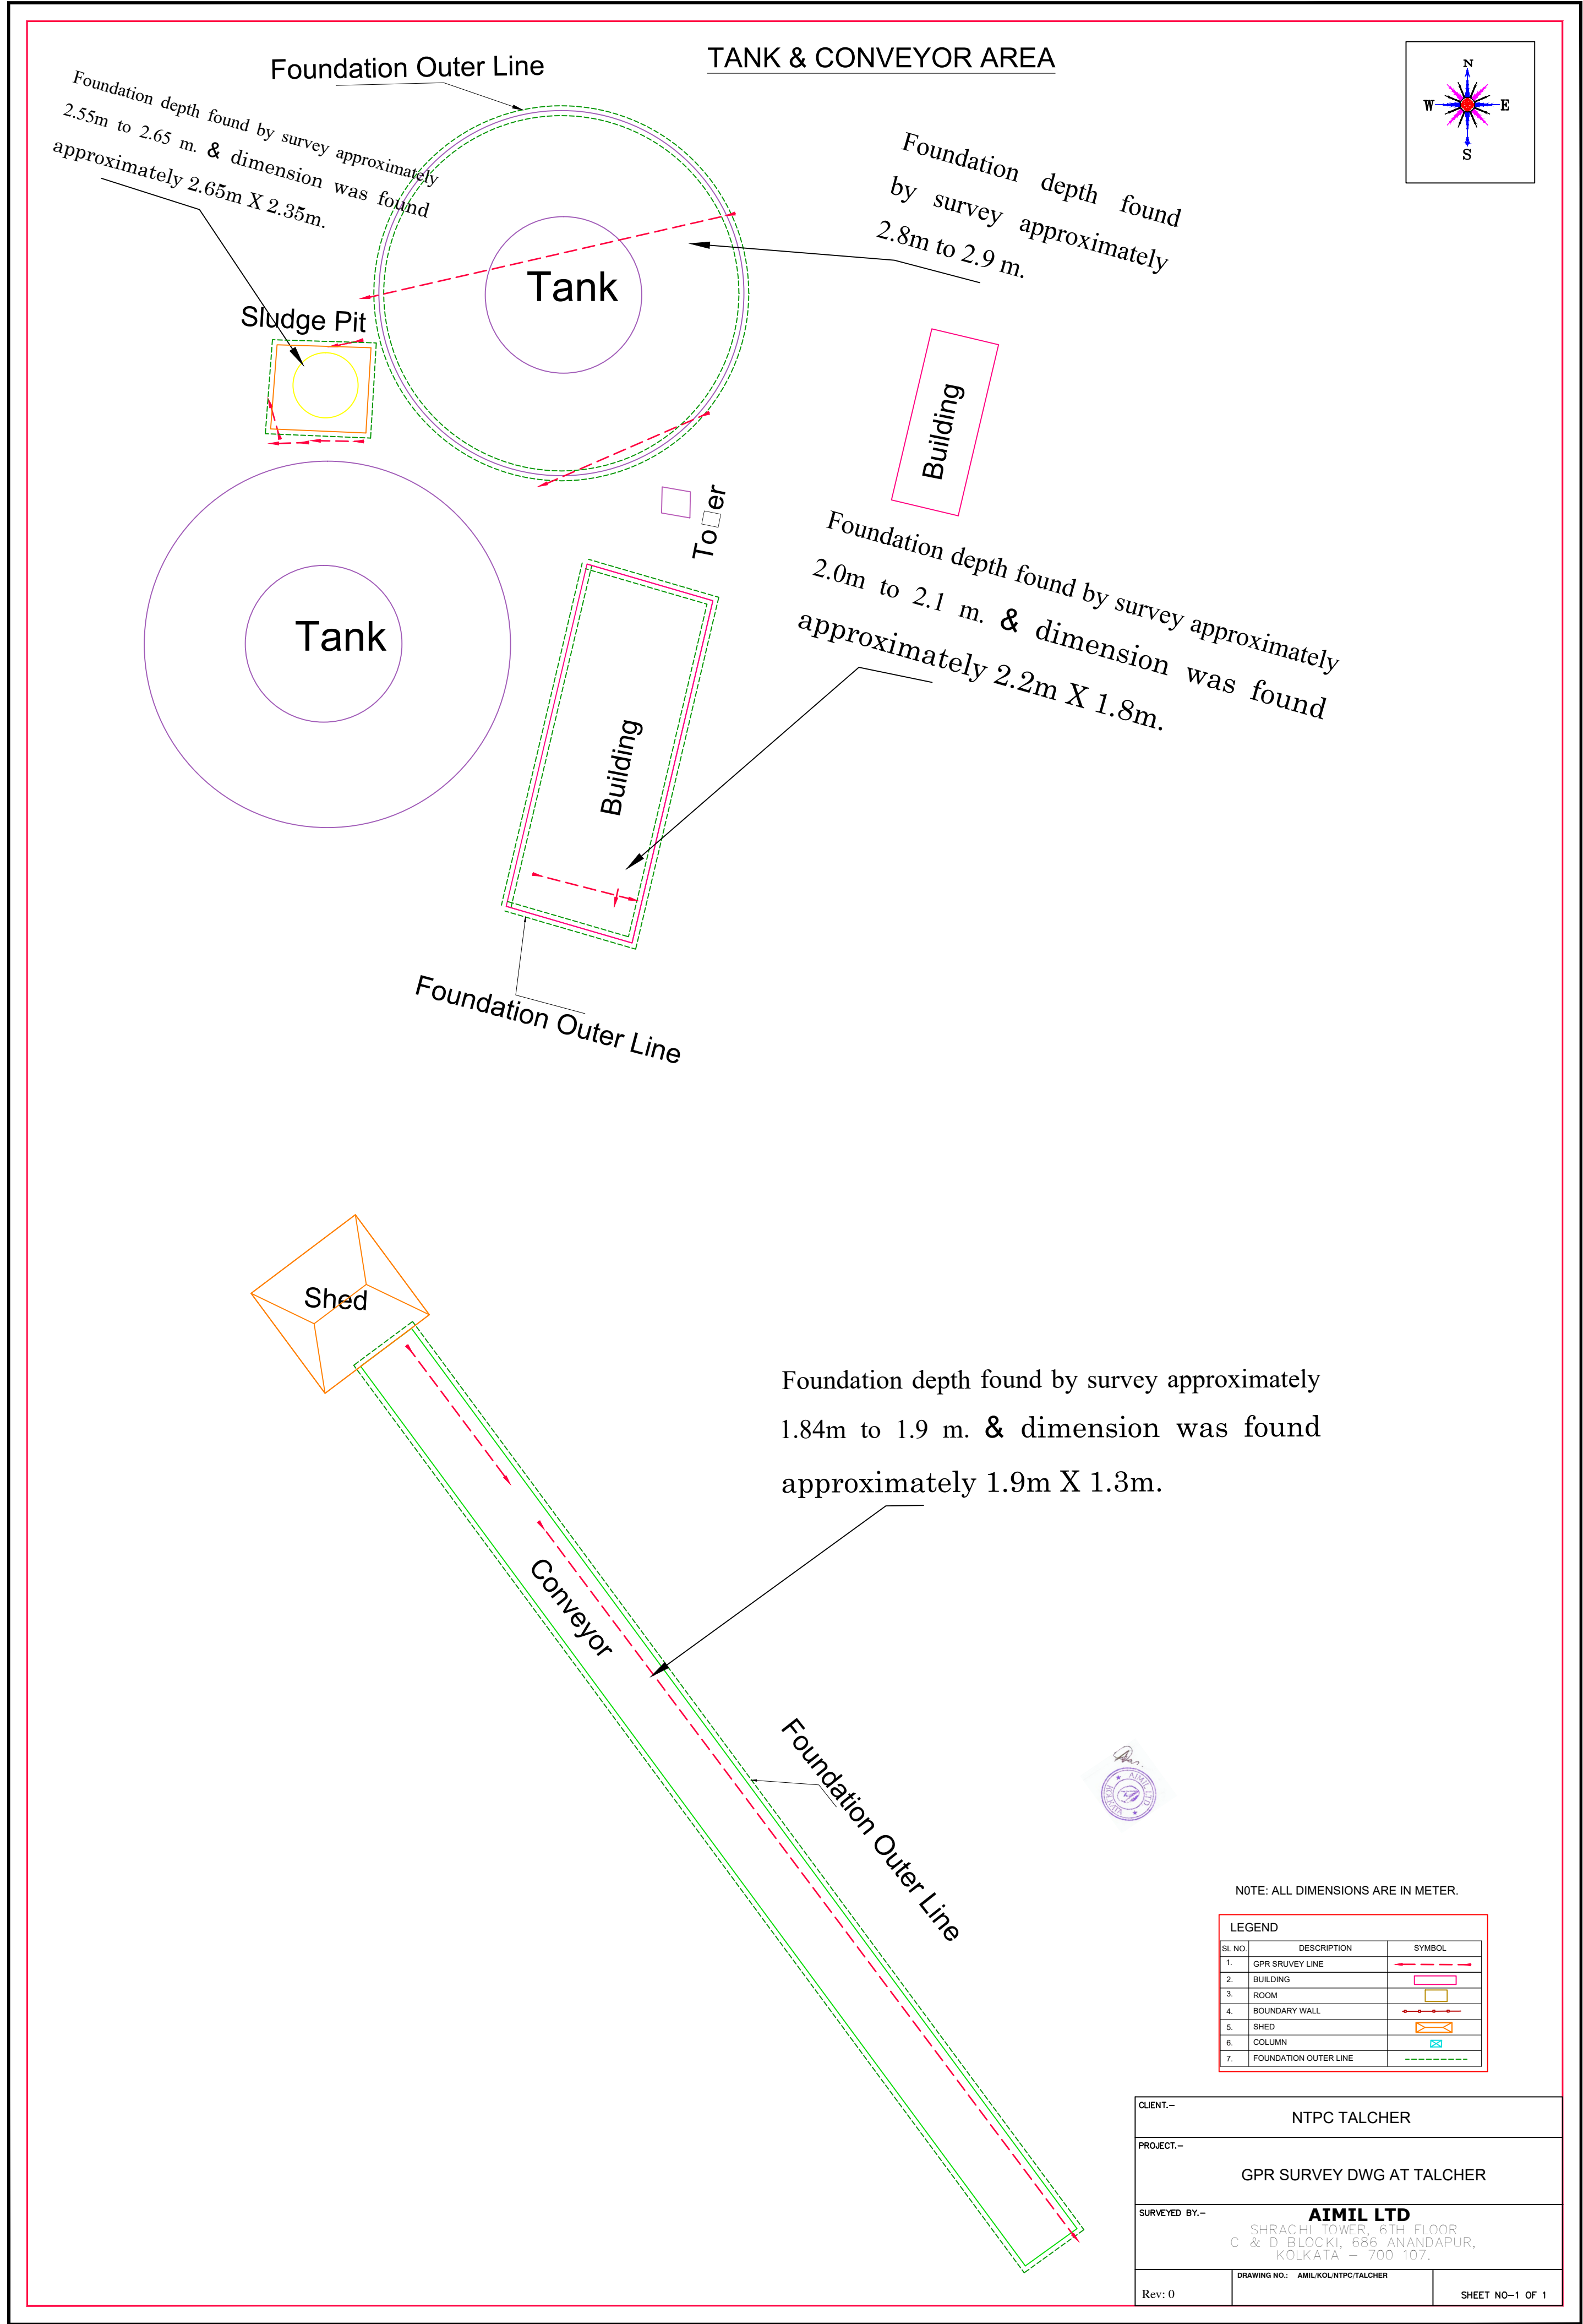 TANK & CONVEYOR AREA
Foundation Outer Line
Foundation depth found by survey approximately
2.55m to 2.65 m. & dimension was found
approximately 2.65m X 2.35m.
N
W E
S
Foundation depth found
by survey approximately
2.8m to 2.9 m.
Tank
Sludge Pit
Building
To□er
Foundation depth found by survey approximately
2.0m to 2.1 m. & dimension was found
approximately 2.2m X 1.8m.
Tank
Building
Foundation Outer Line
Shed
Foundation depth found by survey approximately
1.84m to 1.9 m. & dimension was found
approximately 1.9m X 1.3m.
Conveyor
Foundation Outer Line
AIMIL LTD
KOLKATA
N0TE: ALL DIMENSIONS ARE IN METER.
LEGEND
SL NO. DESCRIPTION SYMBOL
1. GPR SRUVEY LINE
2. BUILDING
3. ROOM
4. BOUNDARY WALL
5. SHED
6. COLUMN
7. FOUNDATION OUTER LINE
CLIENT.-
NTPC TALCHER
PROJECT.-
GPR SURVEY DWG AT TALCHER
SURVEYED BY.-
AIMIL LTD
SHRACHI TOWER, 6TH FLOOR
C & D BLOCKI, 686 ANANDAPUR,
KOLKATA - 700 107.
Rev: 0
DRAWING NO.: AMIL/KOL/NTPC/TALCHER
SHEET NO-1 OF 1